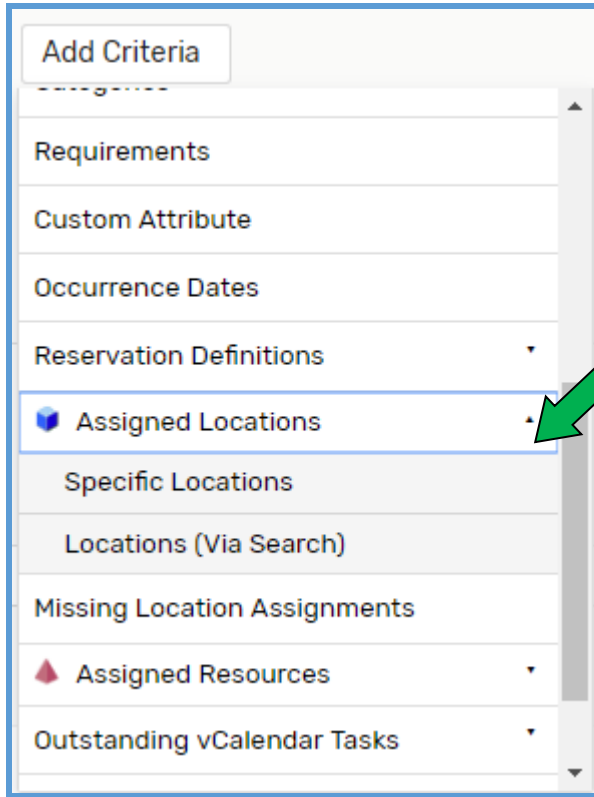 Add Criteria
Categories
Requirements
Custom Attribute
Occurrence Dates
Reservation Definitions
Assigned Locations
Specific Locations
Locations (Via Search)
Missing Location Assignments
Assigned Resources
Outstanding vCalendar Tasks